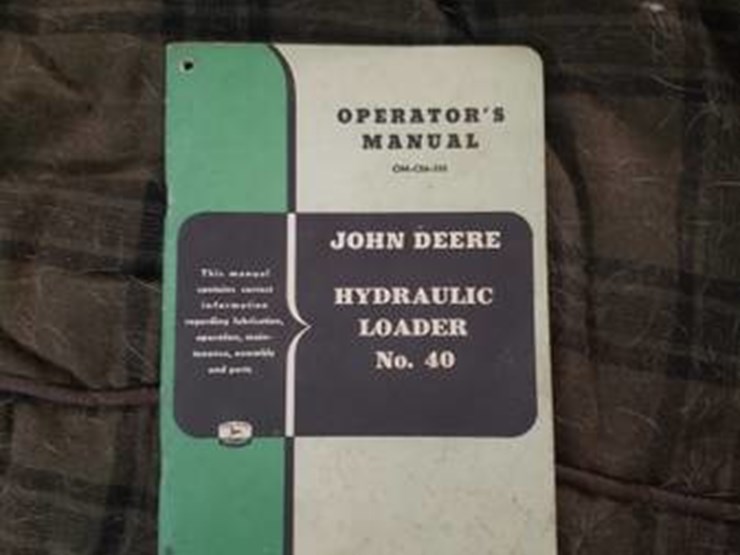 OPERATOR'S
MANUAL
JOHN DEERE
HYDRAULIC
LOADER
No. 40
This manual
contains correct
information
regarding lubrication,
operation, main-
tenance, assembly
and parts